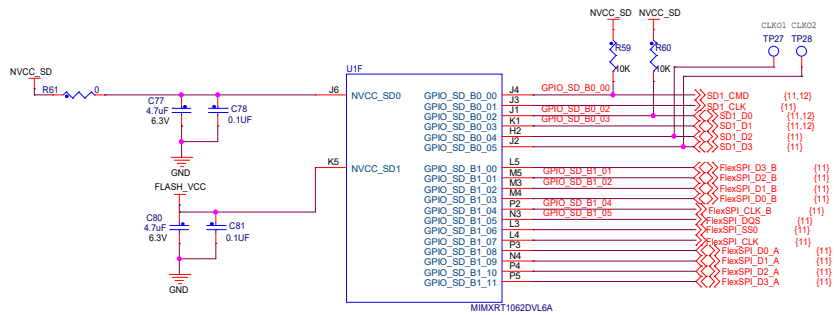 NVCC_SD NVCC_SD CLKO1 CLKO2
TP27 TP28
R59 R60
10K 10K
NVCC_SD
R61 0
U1F
C77
4.7uF
6.3V
C78
0.1UF
GND
FLASH_VCC
C80
4.7uF
6.3V
C81
0.1UF
GND
J6 NVCC_SD0
K5 NVCC_SD1
GPIO_SD_B0_00 J4 GPIO_SD_B0_00 SD1_CMD {11,12}
GPIO_SD_B0_01 J3 SD1_CLK {11}
GPIO_SD_B0_02 J1 GPIO_SD_B0_02 SD1_D0 {11,12}
GPIO_SD_B0_03 K1 GPIO_SD_B0_03 SD1_D1 {11,12}
GPIO_SD_B0_04 H2 SD1_D2 {11}
GPIO_SD_B0_05 J2 SD1_D3 {11}
GPIO_SD_B1_00 L5 FlexSPI_D3_B {11}
GPIO_SD_B1_01 M5 GPIO_SD_B1_01 FlexSPI_D2_B {11}
GPIO_SD_B1_02 M3 GPIO_SD_B1_02 FlexSPI_D1_B {11}
GPIO_SD_B1_03 M4 FlexSPI_D0_B {11}
GPIO_SD_B1_04 P2 GPIO_SD_B1_04 FlexSPI_CLK_B {11}
GPIO_SD_B1_05 N3 GPIO_SD_B1_05 FlexSPI_DQS {11}
GPIO_SD_B1_06 L3 FlexSPI_SS0 {11}
GPIO_SD_B1_07 L4 FlexSPI_CLK {11}
GPIO_SD_B1_08 P3 FlexSPI_D0_A {11}
GPIO_SD_B1_09 N4 FlexSPI_D1_A {11}
GPIO_SD_B1_10 P4 FlexSPI_D2_A {11}
GPIO_SD_B1_11 P5 FlexSPI_D3_A {11}
MIMXRT1062DVL6A